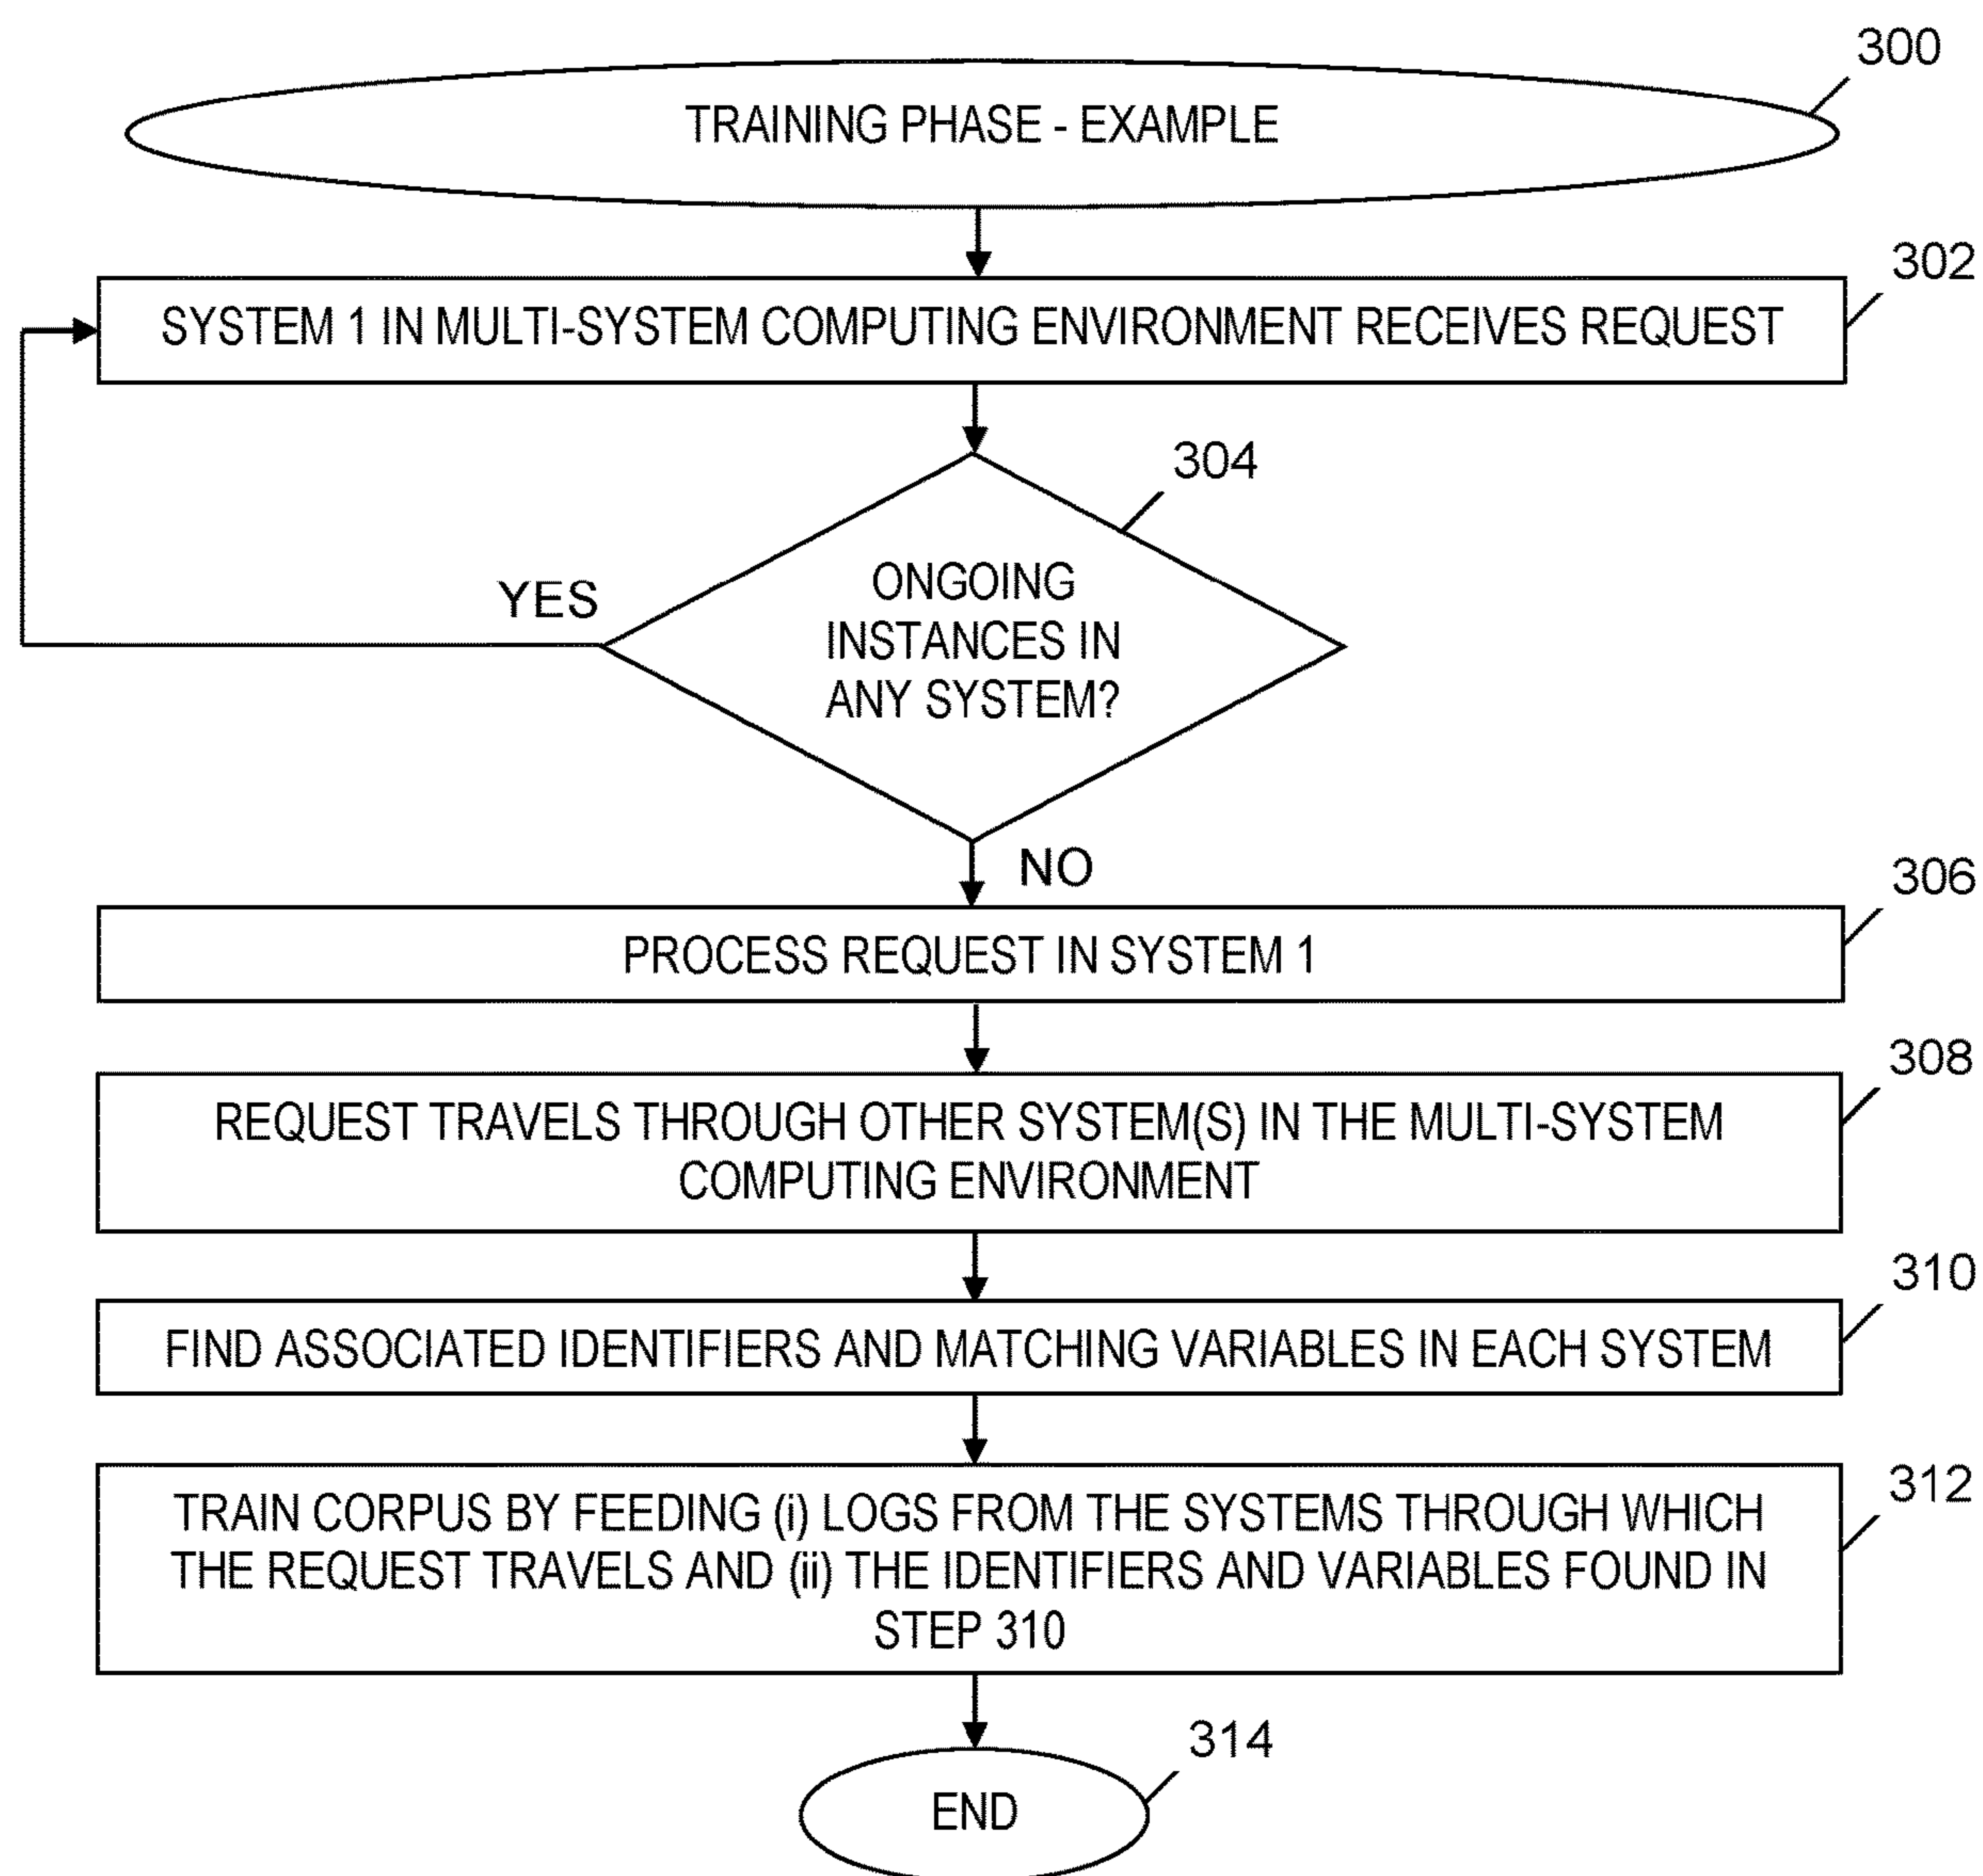 300
TRAINING PHASE - EXAMPLE
302
SYSTEM 1 IN MULTI-SYSTEM COMPUTING ENVIRONMENT RECEIVES REQUEST
304
ONGOING
INSTANCES IN
ANY SYSTEM?
YES
NO
306
PROCESS REQUEST IN SYSTEM 1
308
REQUEST TRAVELS THROUGH OTHER SYSTEM(S) IN THE MULTI-SYSTEM
COMPUTING ENVIRONMENT
310
FIND ASSOCIATED IDENTIFIERS AND MATCHING VARIABLES IN EACH SYSTEM
312
TRAIN CORPUS BY FEEDING (i) LOGS FROM THE SYSTEMS THROUGH WHICH
THE REQUEST TRAVELS AND (ii) THE IDENTIFIERS AND VARIABLES FOUND IN
STEP 310
314
END